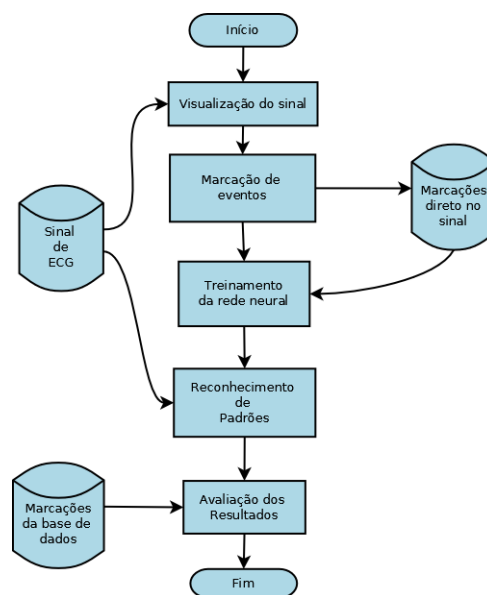 Início
Visualização do sinal
Marcação de
eventos
Marcações
direto no
sinal
Sinal
de
ECG
Treinamento
da rede neural
Reconhecimento
de
Padrões
Marcações
da base de
dados
Avaliação dos
Resultados
Fim